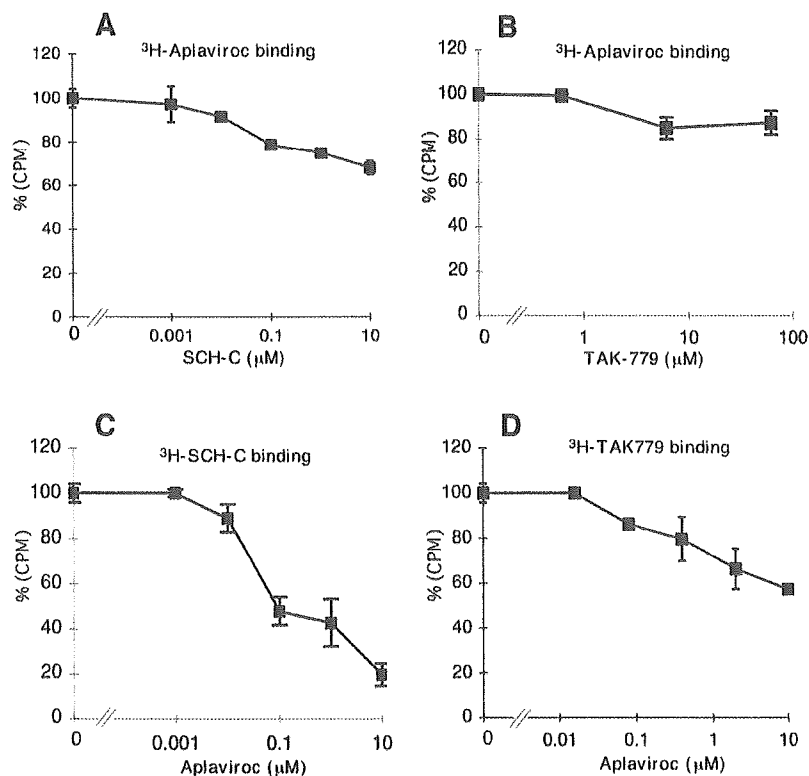 A
³H-Aplaviroc binding
120
100
80
60
40
20
0
% (CPM)
0 0.001 0.1 10
SCH-C (µM)
B
³H-Aplaviroc binding
120
100
80
60
40
20
0
% (CPM)
0 1 10 100
TAK-779 (µM)
C
³H-SCH-C binding
120
100
80
60
40
20
0
% (CPM)
0 0.001 0.1 10
Aplaviroc (µM)
D
³H-TAK779 binding
120
100
80
60
40
20
0
% (CPM)
0 0.01 0.1 1 10
Aplaviroc (µM)